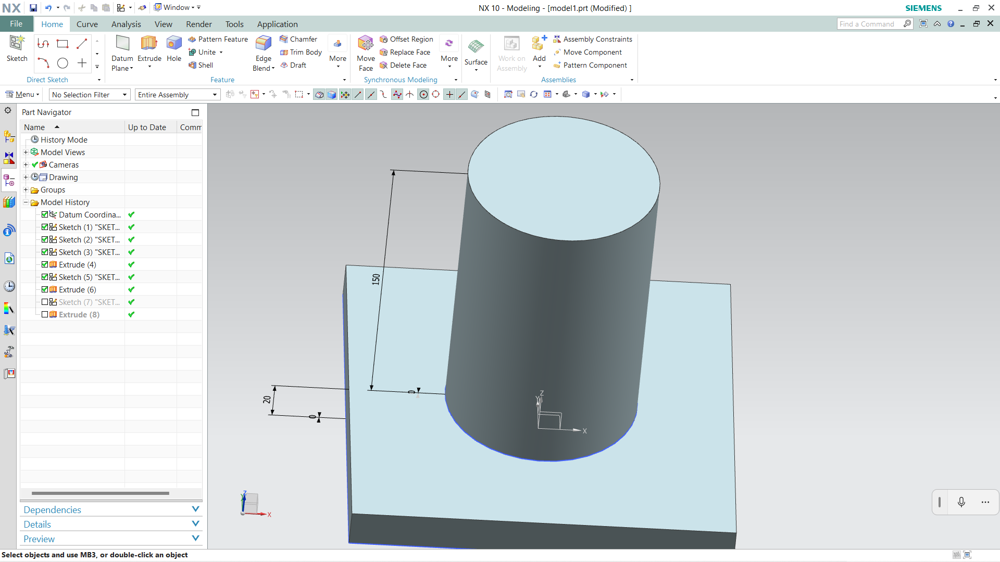 NX
Window
NX 10 - Modeling - [model1.prt (Modified) ]
SIEMENS
File
Home
Curve
Analysis
View
Render
Tools
Application
Find a Command
Sketch
Direct Sketch
Datum
Plane
Extrude
Hole
Pattern Feature
Unite
Shell
Edge
Blend
Chamfer
Trim Body
Draft
More
Feature
Move
Face
Offset Region
Replace Face
Delete Face
More
Synchronous Modeling
Surface
Work on
Assembly
Add
Assembly Constraints
Move Component
Pattern Component
Assemblies
Menu
No Selection Filter
Entire Assembly
Part Navigator
Name
Up to Date
Comm
History Mode
Model Views
Cameras
Drawing
Groups
Model History
Datum Coordina...
Sketch (1) "SKET...
Sketch (2) "SKET...
Sketch (3) "SKET...
Extrude (4)
Sketch (5) "SKET...
Extrude (6)
Sketch (7) "SKET...
Extrude (8)
Dependencies
Details
Preview
150
0
20
0
Z
Y
X
Z
X
Select objects and use MB3, or double-click an object